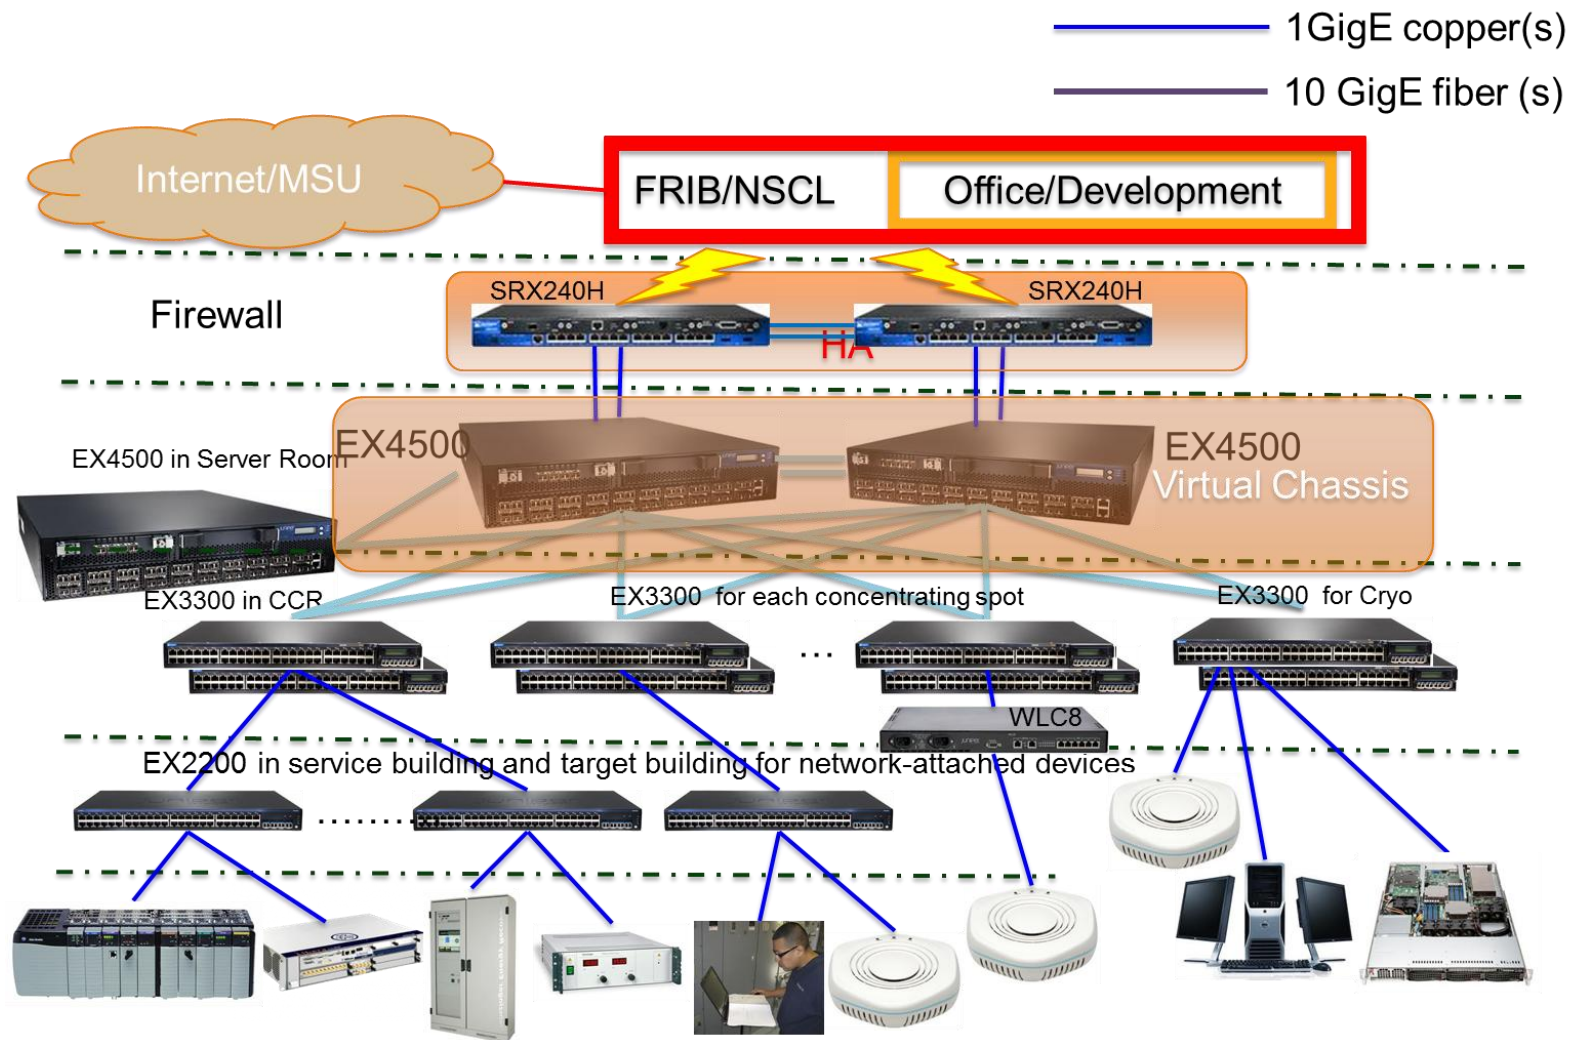 1GigE copper(s)
10 GigE fiber (s)
Internet/MSU
FRIB/NSCL
Office/Development
SRX240H
SRX240H
Firewall
HA
EX4500
EX4500
EX4500 in Server Room
Virtual Chassis
EX3300 in CCR
EX3300 for each concentrating spot
EX3300 for Cryo
...
WLC8
EX2200 in service building and target building for network-attached devices